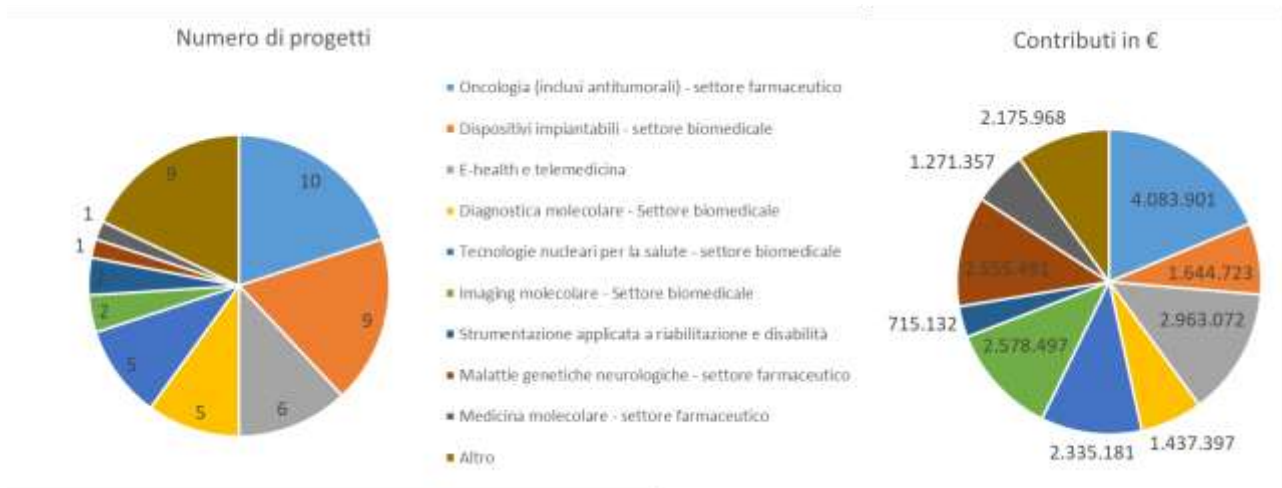 Numero di progetti
10
9
6
5
5
2
1
1
9
Oncologia (inclusi antitumorali) - settore farmaceutico
Dispositivi impiantabili - settore biomedicale
E-health e telemedicina
Diagnostica molecolare - Settore biomedicale
Tecnologie nucleari per la salute - settore biomedicale
Imaging molecolare - Settore biomedicale
Strumentazione applicata a riabilitazione e disabilità
Malattie genetiche neurologiche - settore farmaceutico
Medicina molecolare - settore farmaceutico
Altro
Contributi in €
4.083.901
1.644.723
2.963.072
1.437.397
2.335.181
2.578.497
715.132
1.271.357
2.175.968